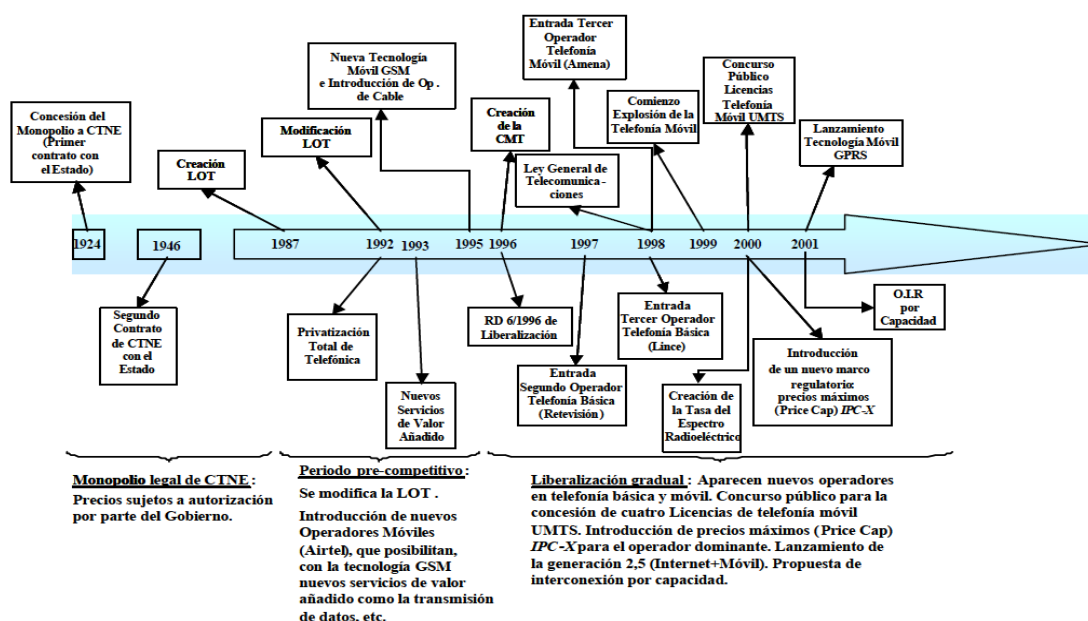 Entrada Tercer
Operador
Telefonía
Móvil (Amena)
Nueva Tecnología
Móvil GSM
e Introducción de Op .
de Cable
Concurso
Público
Licencias
Telefonía
Móvil UMTS
Concesión del
Monopolio a CTNE
(Primer
contrato con
el Estado)
Creación
LOT
Modificación
LOT
Creación
de la
CMT
Comienzo
Explosión de la
Telefonía Móvil
Ley General de
Telecomunica -
ciones
Lanzamiento
Tecnología Móvil
GPRS
1924
1946
1987
1992
1993
1995
1996
1997
1998
1999
2000
2001
Segundo
Contrato
de CTNE
con el
Estado
Privatización
Total de
Telefónica
Nuevos
Servicios
de Valor
Añadido
RD 6/1996 de
Liberalización
Entrada
Segundo Operador
Telefonía Básica
(Retevisión)
Entrada
Tercer Operador
Telefonía Básica
(Lince)
Creación de
la Tasa del
Espectro
Radioeléctrico
Introducción
de un nuevo marco
regulatorio:
precios máximos
(Price Cap) IPC-X
O.I.R
por
Capacidad
Monopolio legal de CTNE :
Precios sujetos a autorización
por parte del Gobierno.
Periodo pre-competitivo :
Se modifica la LOT .
Introducción de nuevos
Operadores Móviles
(Airtel), que posibilitan,
con la tecnología GSM
nuevos servicios de valor
añadido como la transmisión
de datos, etc.
Liberalización gradual : Aparecen nuevos operadores
en telefonía básica y móvil. Concurso público para la
concesión de cuatro Licencias de telefonía móvil
UMTS. Introducción de precios máximos ( Price Cap)
IPC-X para el operador dominante. Lanzamiento de
la generación 2,5 (Internet+Móvil). Propuesta de
interconexión por capacidad.